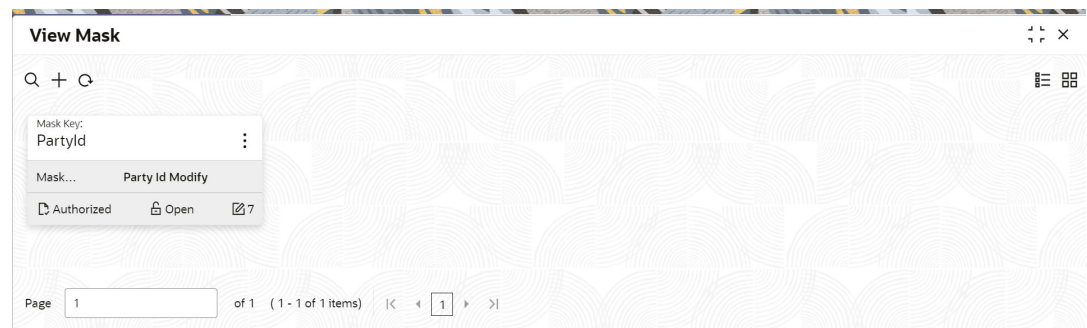 View Mask
Mask Key:
PartyId
Mask... Party Id Modify
Authorized Open 7
Page 1 of 1 ( 1 - 1 of 1 items) 1